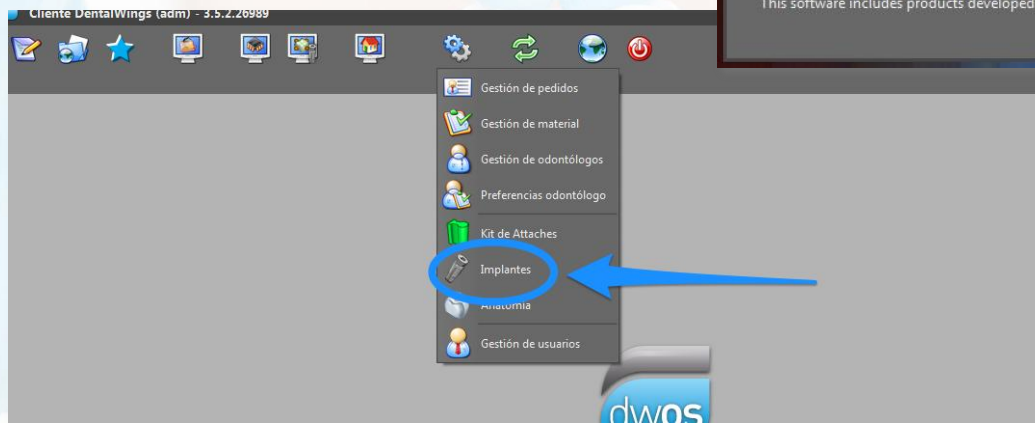 This software includes products developed
Cliente DentalWings (adm) - 3.5.2.26989
Gestión de pedidos
Gestión de material
Gestión de odontólogos
Preferencias odontólogo
Kit de Attaches
Implantes
Anatomía
Gestión de usuarios
dwos